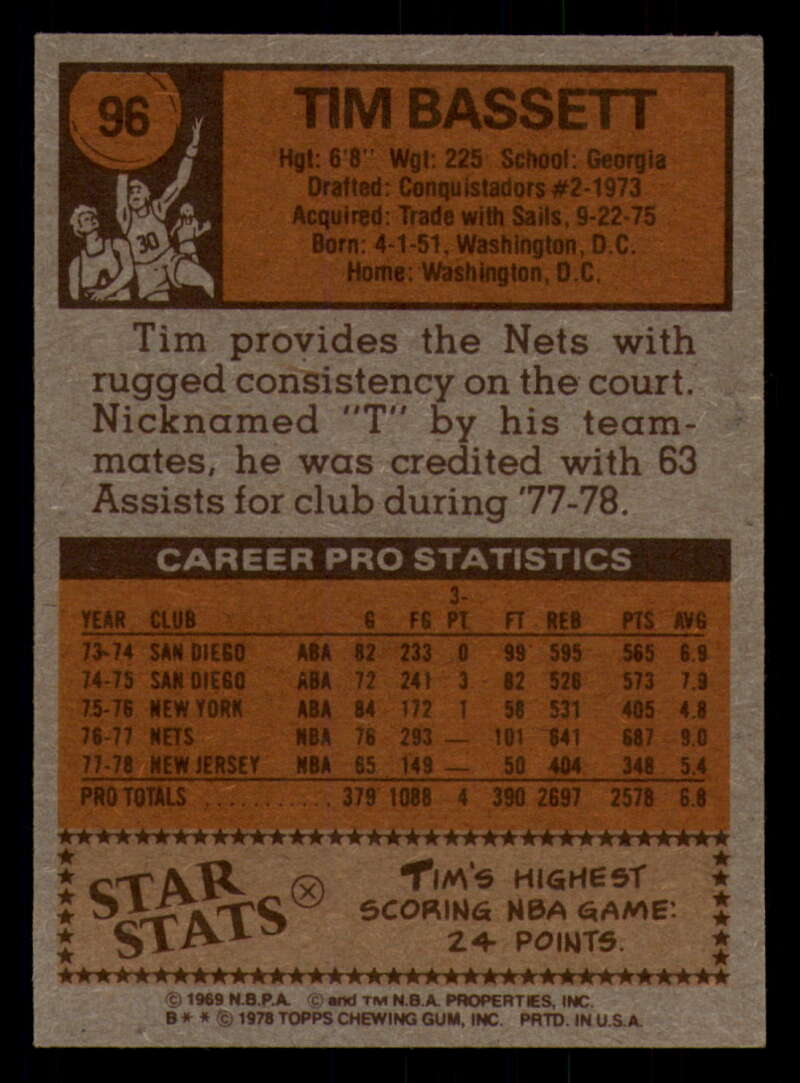 96
TIM BASSETT
Hgt: 6'8" Wgt: 225 School: Georgia
Drafted: Conquistadors #2-1973
Acquired: Trade with Sails, 9-22-75
Born: 4-1-51, Washington, D.C.
Home: Washington, D.C.
30
Tim provides the Nets with
rugged consistency on the court.
Nicknamed "T" by his team-
mates, he was credited with 63
Assists for club during '77-78.
CAREER PRO STATISTICS
YEAR CLUB G FG 3-PT FT REB PTS AVG
73-74 SAN DIEGO ABA 82 233 0 99 595 565 6.9
74-75 SAN DIEGO ABA 72 241 3 82 526 573 7.9
75-76 NEW YORK ABA 84 172 1 58 531 405 4.8
76-77 NETS NBA 76 293 — 101 641 687 9.0
77-78 NEW JERSEY NBA 65 149 — 50 404 348 5.4
PRO TOTALS ........... 379 1088 4 390 2697 2578 6.8
STAR
STATS
TIM'S HIGHEST
SCORING NBA GAME:
24 POINTS.
© 1969 N.B.P.A. © and TM N.B.A. PROPERTIES, INC.
B * * © 1978 TOPPS CHEWING GUM, INC. PRTD. IN U.S.A.